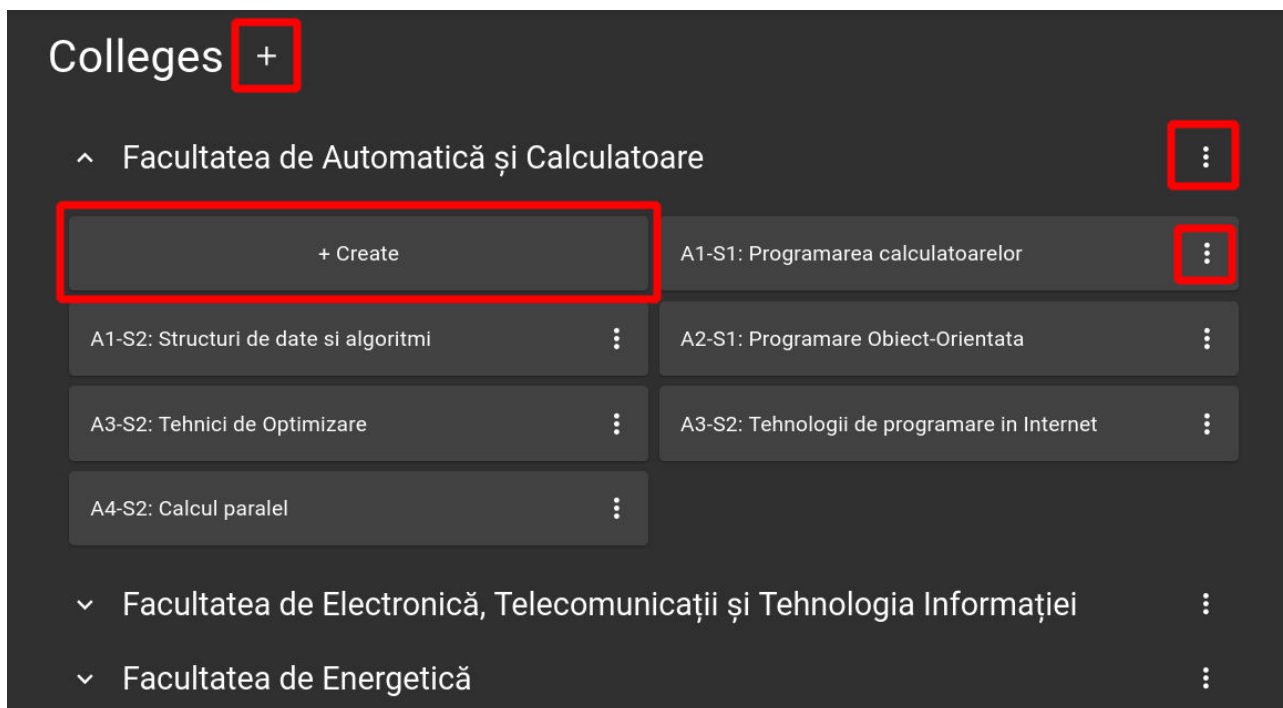 Colleges +
Facultatea de Automatică și Calculatoare
+ Create
A1-S1: Programarea calculatoarelor
A1-S2: Structuri de date si algoritmi
A2-S1: Programare Obiect-Orientata
A3-S2: Tehnici de Optimizare
A3-S2: Tehnologii de programare in Internet
A4-S2: Calcul paralel
Facultatea de Electronică, Telecomunicații și Tehnologia Informației
Facultatea de Energetică